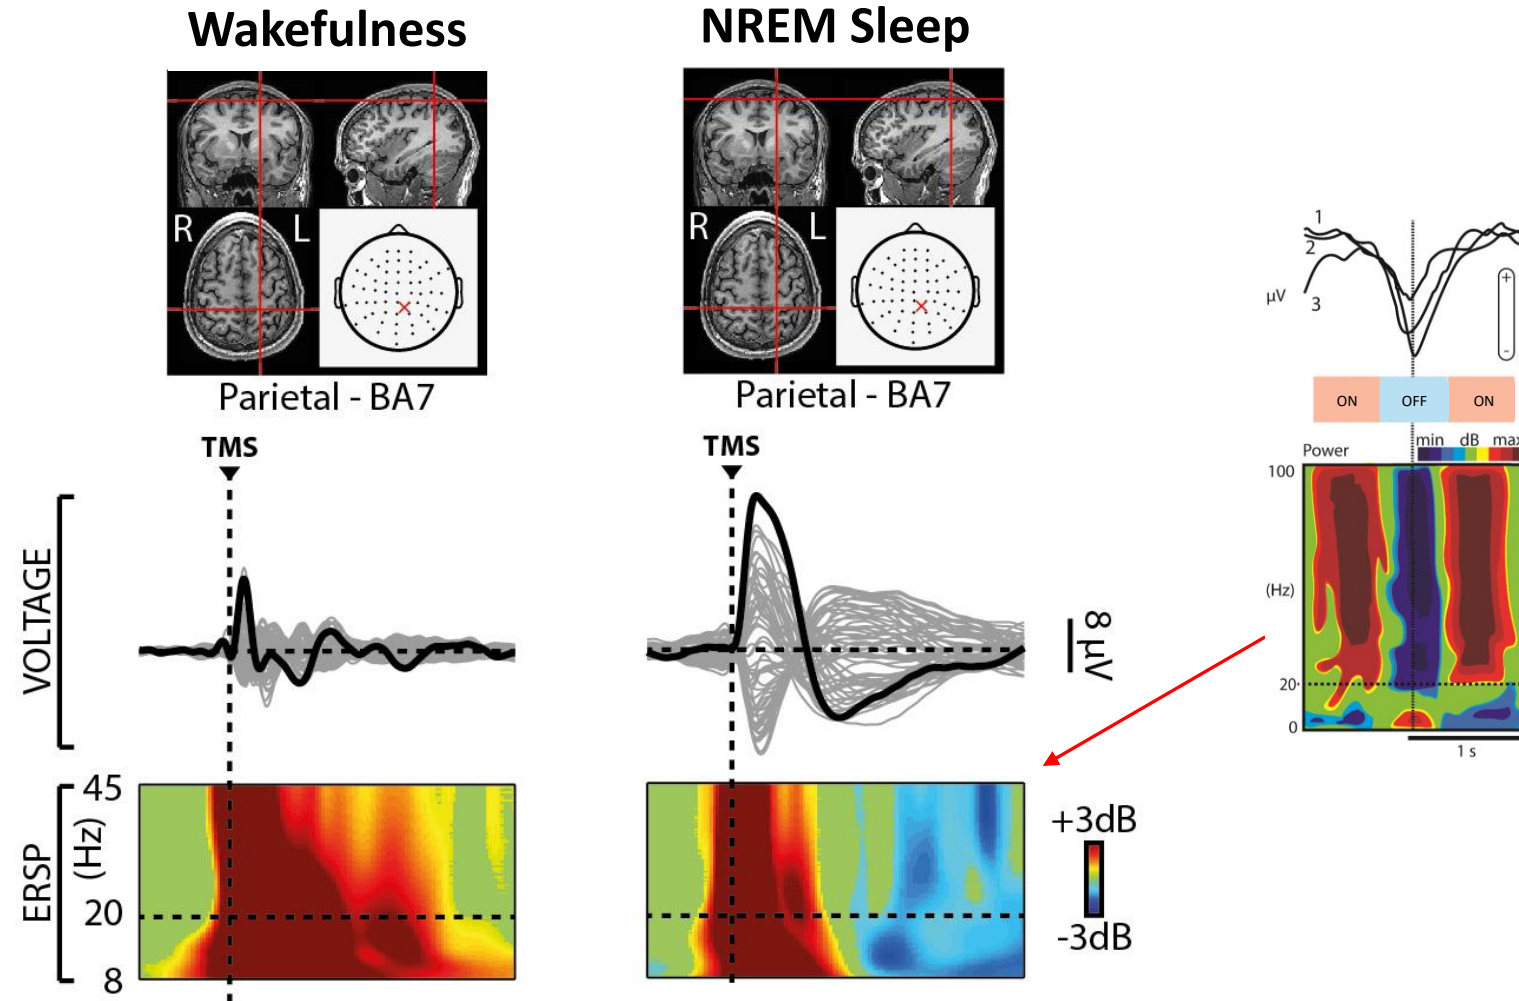 Wakefulness
NREM Sleep
R L
R L
Parietal - BA7
Parietal - BA7
TMS
TMS
VOLTAGE
8 µV
ERSP
(Hz)
45
20
8
+3dB
-3dB
1
2
3
µV
+
-
ON OFF ON
Power
min dB max
100
(Hz)
20
0
1 s